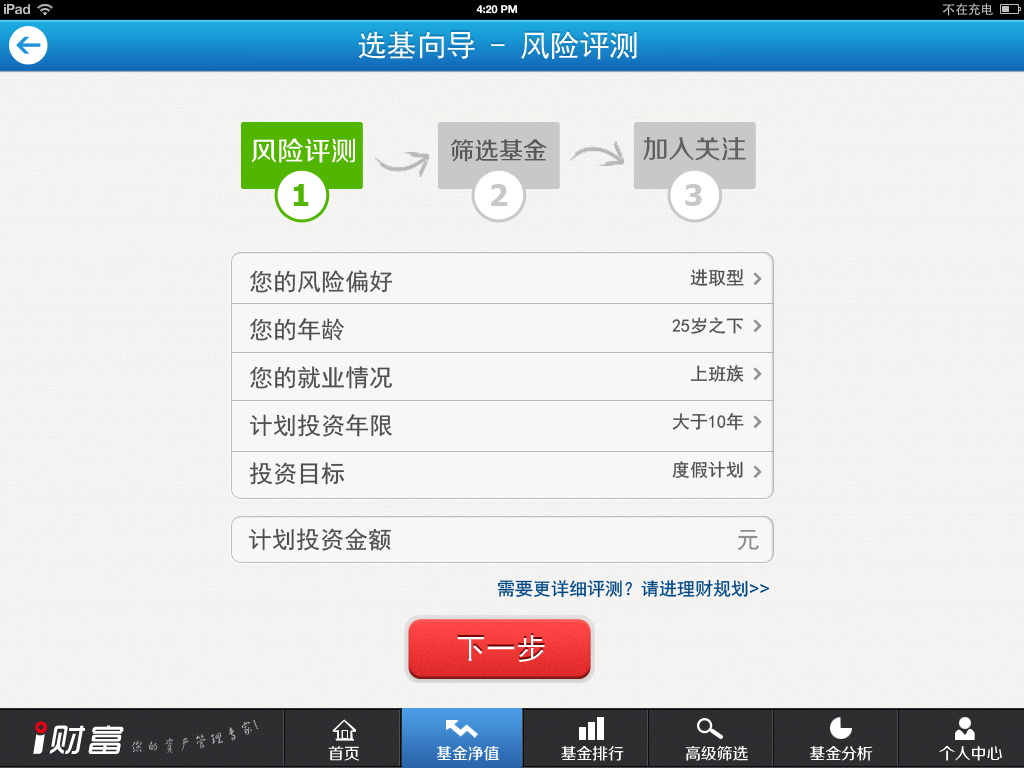 iPad 4:20 PM 不在充电
选基向导 - 风险评测
风险评测 筛选基金 加入关注
1 2 3
您的风险偏好 进取型
您的年龄 25岁之下
您的就业情况 上班族
计划投资年限 大于10年
投资目标 度假计划
计划投资金额 元
需要更详细评测？请进理财规划>>
下一步
i财富 您的资产管理专家！
首页 基金净值 基金排行 高级筛选 基金分析 个人中心